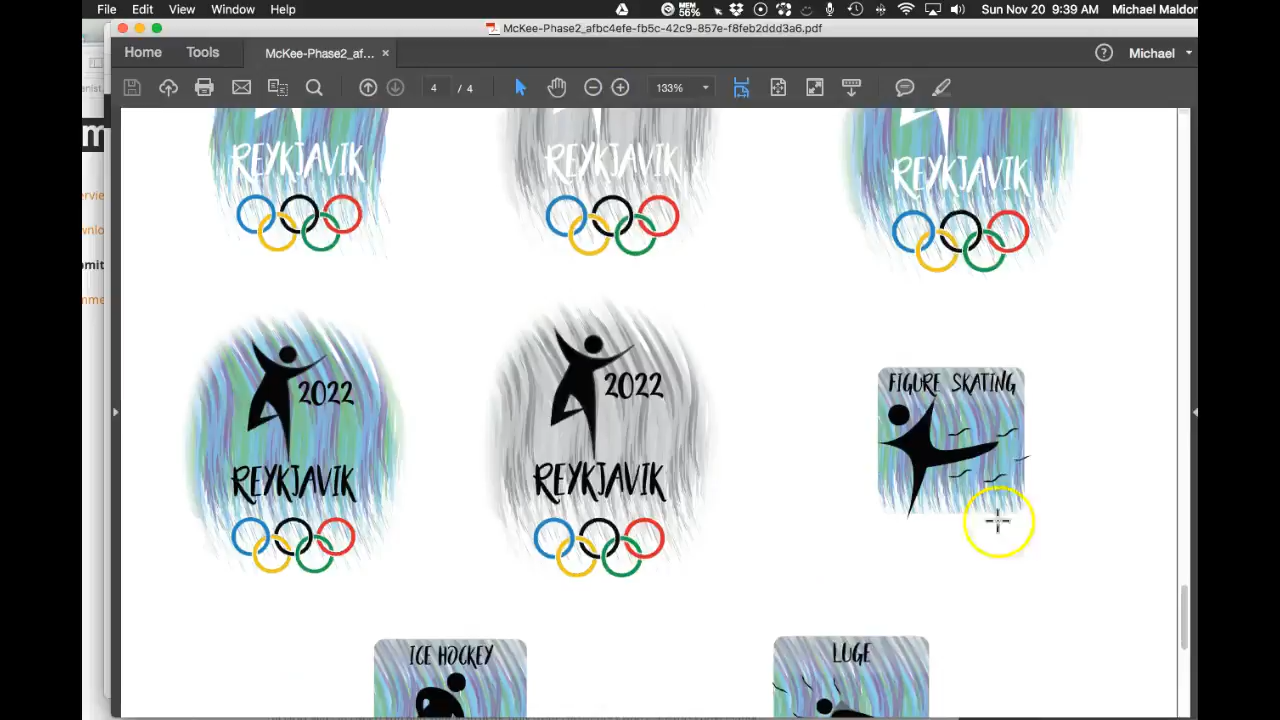 File Edit View Window Help
MEM
56%
Sun Nov 20 9:39 AM Michael Maldor
McKee-Phase2_afbc4efe-fb5c-42c9-857e-f8feb2ddd3a6.pdf
Home Tools McKee-Phase2_af... × ? Michael
4 / 4 133%
REYKJAVIK REYKJAVIK REYKJAVIK
2022 2022
REYKJAVIK REYKJAVIK
FIGURE SKATING
ICE HOCKEY LUGE